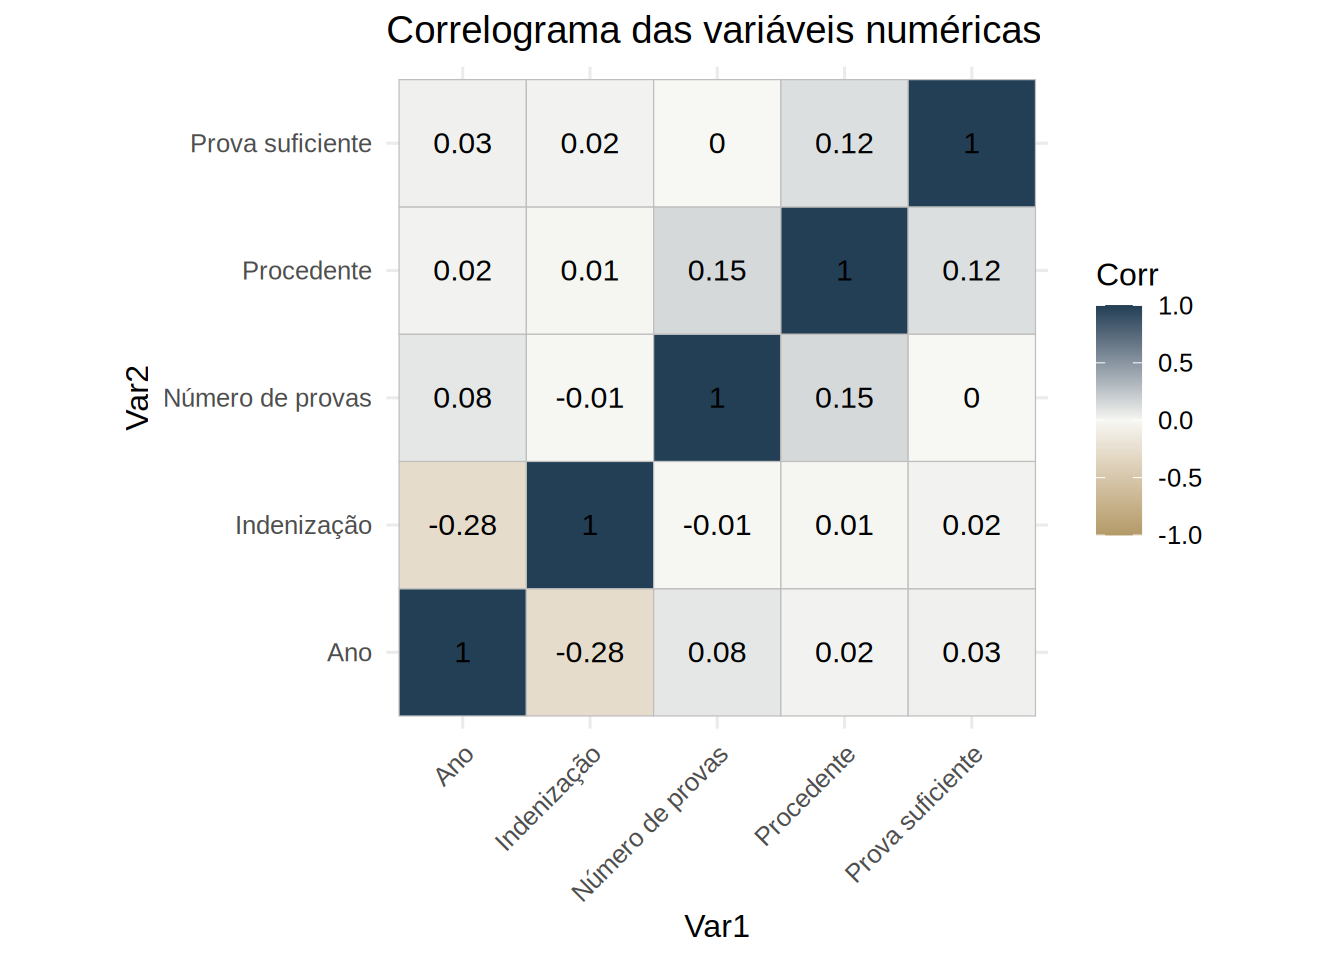 Correlograma das variáveis numéricas
Prova suficiente 0.03 0.02 0 0.12 1
Procedente 0.02 0.01 0.15 1 0.12
Número de provas 0.08 -0.01 1 0.15 0
Indenização -0.28 1 -0.01 0.01 0.02
Ano 1 -0.28 0.08 0.02 0.03
Var2
Ano
Indenização
Número de provas
Procedente
Prova suficiente
Var1
Corr
1.0
0.5
0.0
-0.5
-1.0